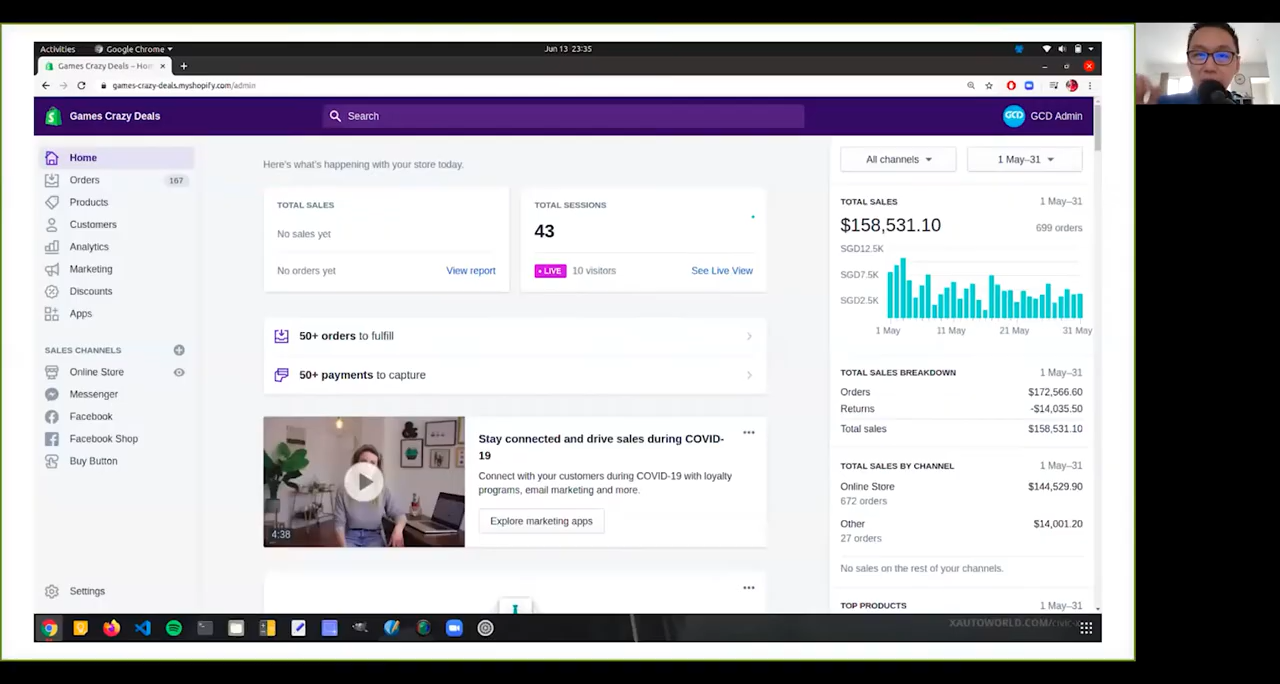 Activities
Google Chrome
Jun 13 23:35
Games Crazy Deals – Hom
games-crazy-deals.myshopify.com/admin
Games Crazy Deals
Search
GCD
GCD Admin
Home
Orders
167
Products
Customers
Analytics
Marketing
Discounts
Apps
SALES CHANNELS
Online Store
Messenger
Facebook
Facebook Shop
Buy Button
Settings
Here's what's happening with your store today.
TOTAL SALES
No sales yet
No orders yet
View report
TOTAL SESSIONS
43
LIVE
10 visitors
See Live View
50+ orders to fulfill
50+ payments to capture
4:38
Stay connected and drive sales during COVID-
19
Connect with your customers during COVID-19 with loyalty
programs, email marketing and more.
Explore marketing apps
All channels
1 May–31
TOTAL SALES
1 May–31
$158,531.10
699 orders
SGD12.5K
SGD7.5K
SGD2.5K
1 May
11 May
21 May
31 May
TOTAL SALES BREAKDOWN
1 May–31
Orders
$172,566.60
Returns
-$14,035.50
Total sales
$158,531.10
TOTAL SALES BY CHANNEL
1 May–31
Online Store
$144,529.90
672 orders
Other
$14,001.20
27 orders
No sales on the rest of your channels.
TOP PRODUCTS
1 May–31